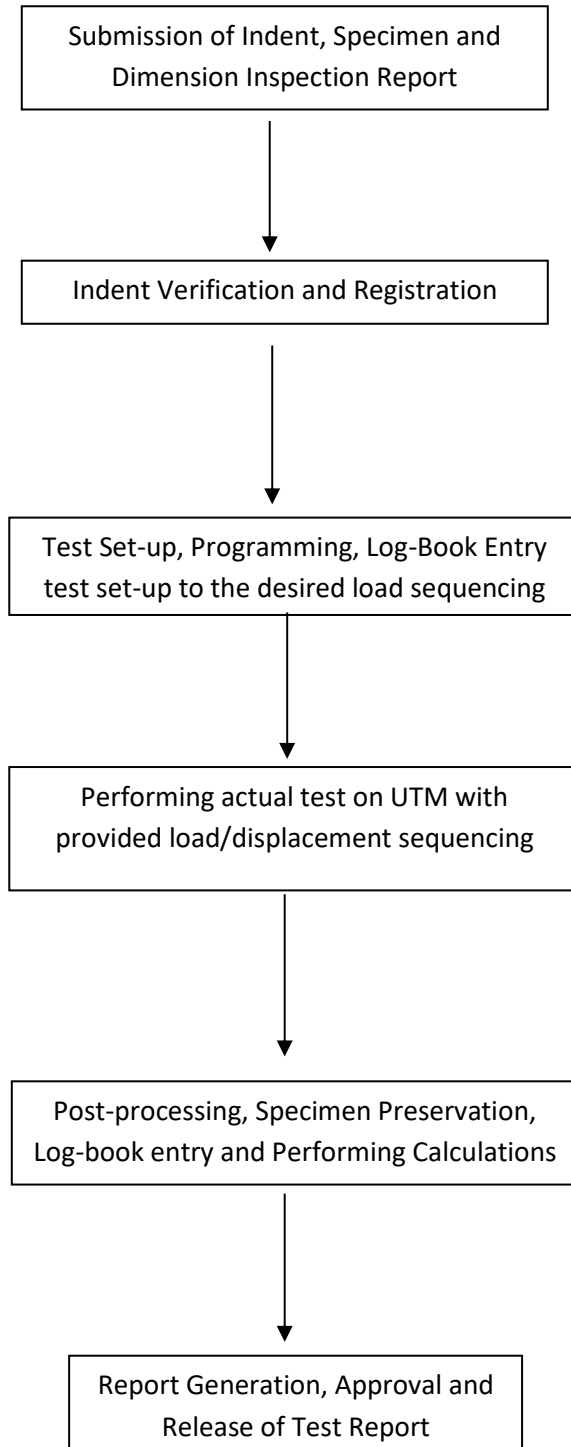 Submission of Indent, Specimen and
Dimension Inspection Report
Indent Verification and Registration
Test Set-up, Programming, Log-Book Entry
test set-up to the desired load sequencing
Performing actual test on UTM with
provided load/displacement sequencing
Post-processing, Specimen Preservation,
Log-book entry and Performing Calculations
Report Generation, Approval and
Release of Test Report